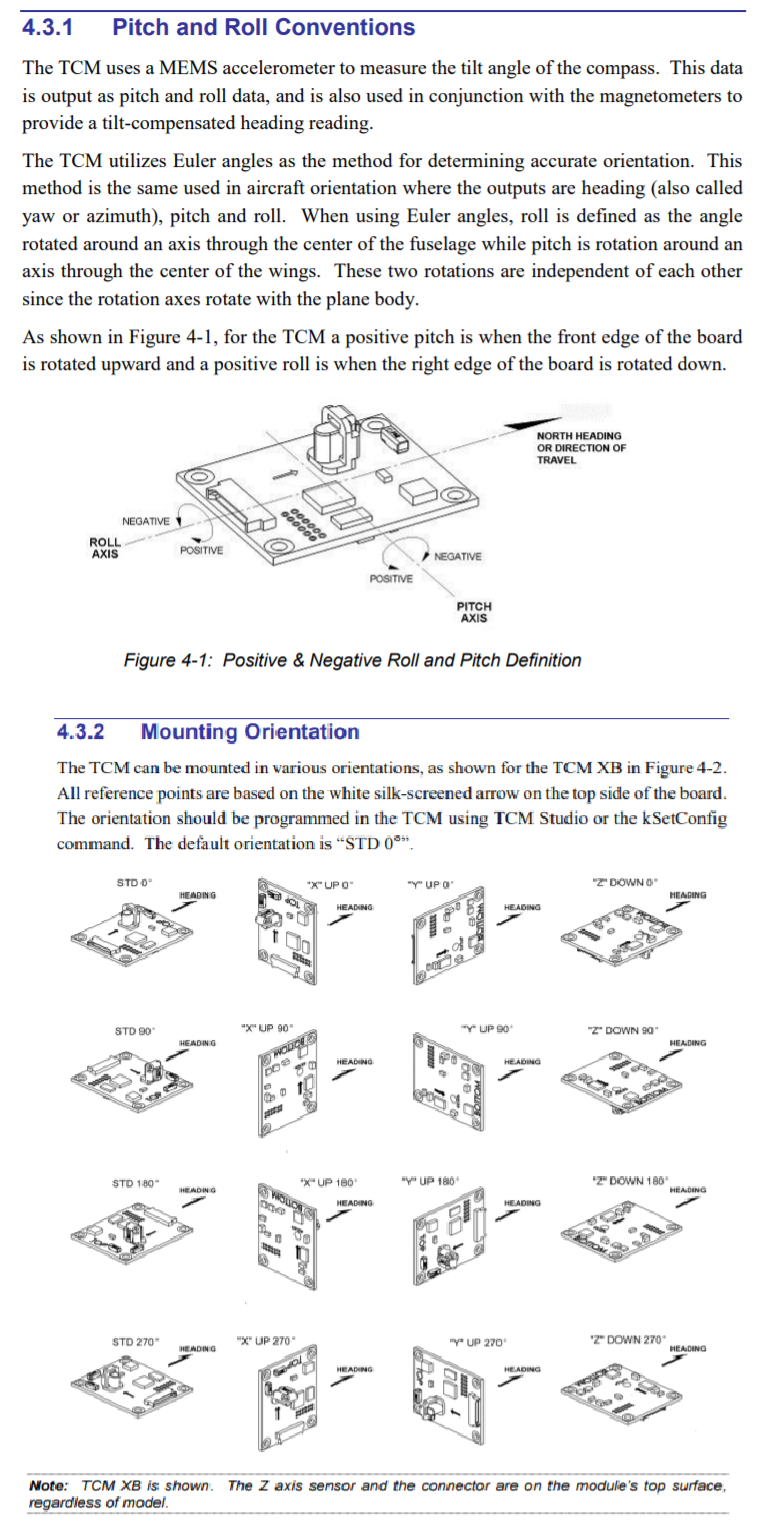 4.3.1 Pitch and Roll Conventions
The TCM uses a MEMS accelerometer to measure the tilt angle of the compass. This data
is output as pitch and roll data, and is also used in conjunction with the magnetometers to
provide a tilt-compensated heading reading.
The TCM utilizes Euler angles as the method for determining accurate orientation. This
method is the same used in aircraft orientation where the outputs are heading (also called
yaw or azimuth), pitch and roll. When using Euler angles, roll is defined as the angle
rotated around an axis through the center of the fuselage while pitch is rotation around an
axis through the center of the wings. These two rotations are independent of each other
since the rotation axes rotate with the plane body.
As shown in Figure 4-1, for the TCM a positive pitch is when the front edge of the board
is rotated upward and a positive roll is when the right edge of the board is rotated down.
NORTH HEADING
OR DIRECTION OF
TRAVEL
NEGATIVE
ROLL
AXIS
POSITIVE
NEGATIVE
POSITIVE
PITCH
AXIS
Figure 4-1: Positive & Negative Roll and Pitch Definition
4.3.2 Mounting Orientation
The TCM can be mounted in various orientations, as shown for the TCM XB in Figure 4-2.
All reference points are based on the white silk-screened arrow on the top side of the board.
The orientation should be programmed in the TCM using TCM Studio or the kSetConfig
command. The default orientation is “STD 0°”.
STD 0° "X" UP 0° "Y" UP 0° "Z" DOWN 0°
HEADING HEADING HEADING HEADING
TOP BOTTOM BOTTOM
STD 90° "X" UP 90° "Y" UP 90° "Z" DOWN 90°
HEADING HEADING HEADING HEADING
BOTTOM BOTTOM BOTTOM
STD 180° "X" UP 180° "Y" UP 180° "Z" DOWN 180°
HEADING HEADING HEADING HEADING
BOTTOM BOTTOM
STD 270° "X" UP 270° "Y" UP 270° "Z" DOWN 270°
HEADING HEADING HEADING HEADING
TOP
Note: TCM XB is shown. The Z axis sensor and the connector are on the module's top surface,
regardless of model.